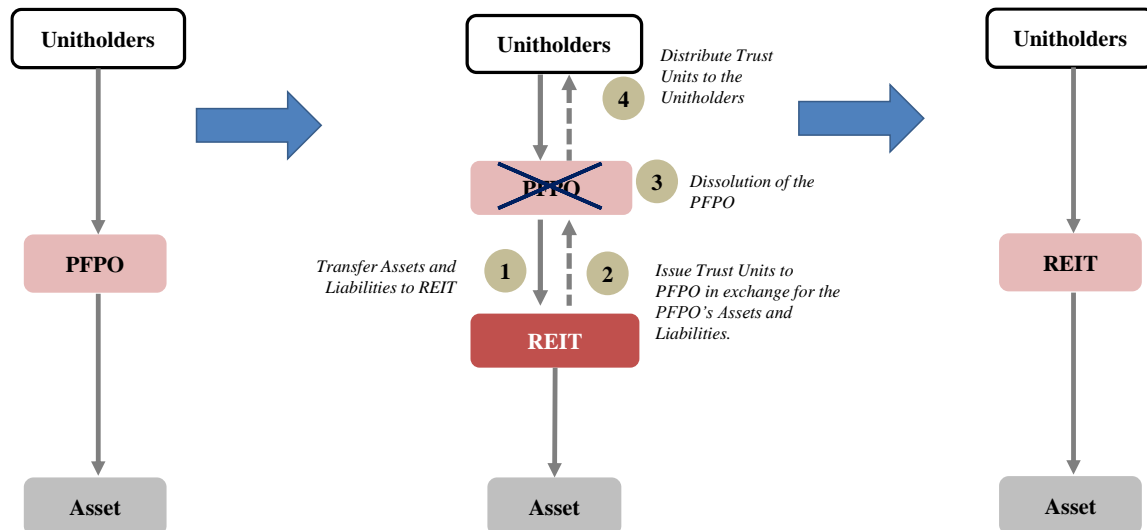 Unitholders
PFPO
Asset
Unitholders
Distribute Trust
Units to the
Unitholders
4
PFPO
3
Dissolution of the
PFPO
Transfer Assets and
Liabilities to REIT
1
2
Issue Trust Units to
PFPO in exchange for the
PFPO's Assets and
Liabilities.
REIT
Asset
Unitholders
REIT
Asset